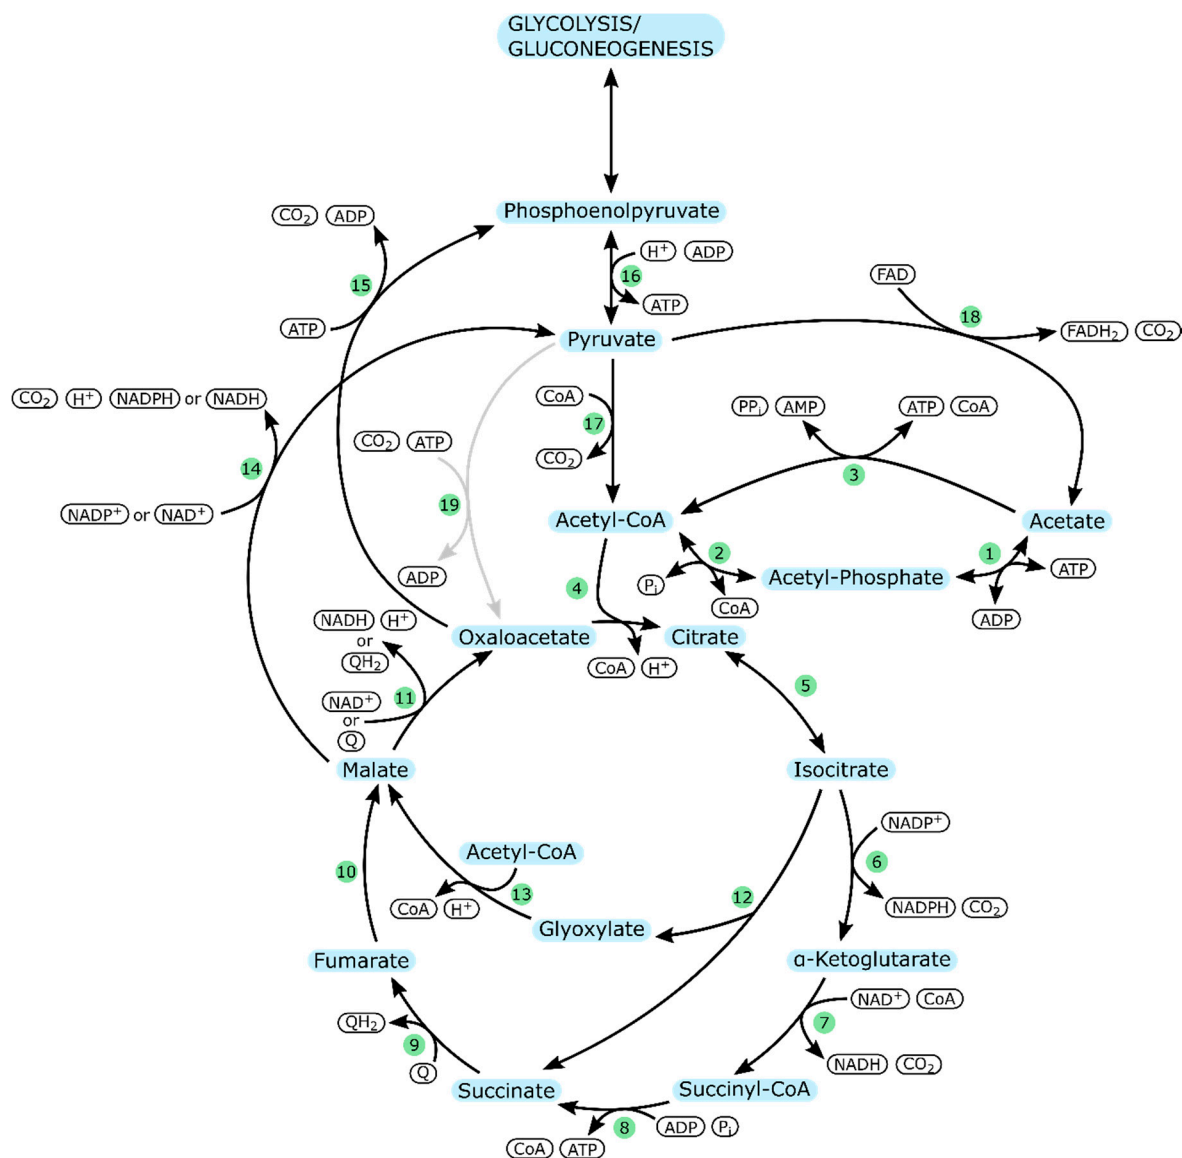 GLYCOLYSIS/
GLUCONEOGENESIS
Phosphoenolpyruvate
CO₂ ADP
15
ATP
H⁺ ADP
16
ATP
FAD
18
FADH₂ CO₂
Pyruvate
CO₂ H⁺ NADPH or NADH
14
NADP⁺ or NAD⁺
CoA
17
CO₂
CO₂ ATP
19
ADP
PPᵢ AMP
ATP CoA
3
Acetyl-CoA
Acetate
2
Pᵢ
CoA
Acetyl-Phosphate
1
ATP
ADP
4
Oxaloacetate
Citrate
CoA H⁺
NADH H⁺
or
QH₂
11
NAD⁺
or
Q
5
Malate
Isocitrate
Acetyl-CoA
13
CoA H⁺
Glyoxylate
12
NADP⁺
6
NADPH CO₂
10
Fumarate
α-Ketoglutarate
NAD⁺ CoA
7
NADH CO₂
QH₂
9
Q
Succinate
Succinyl-CoA
8
ADP Pᵢ
CoA ATP